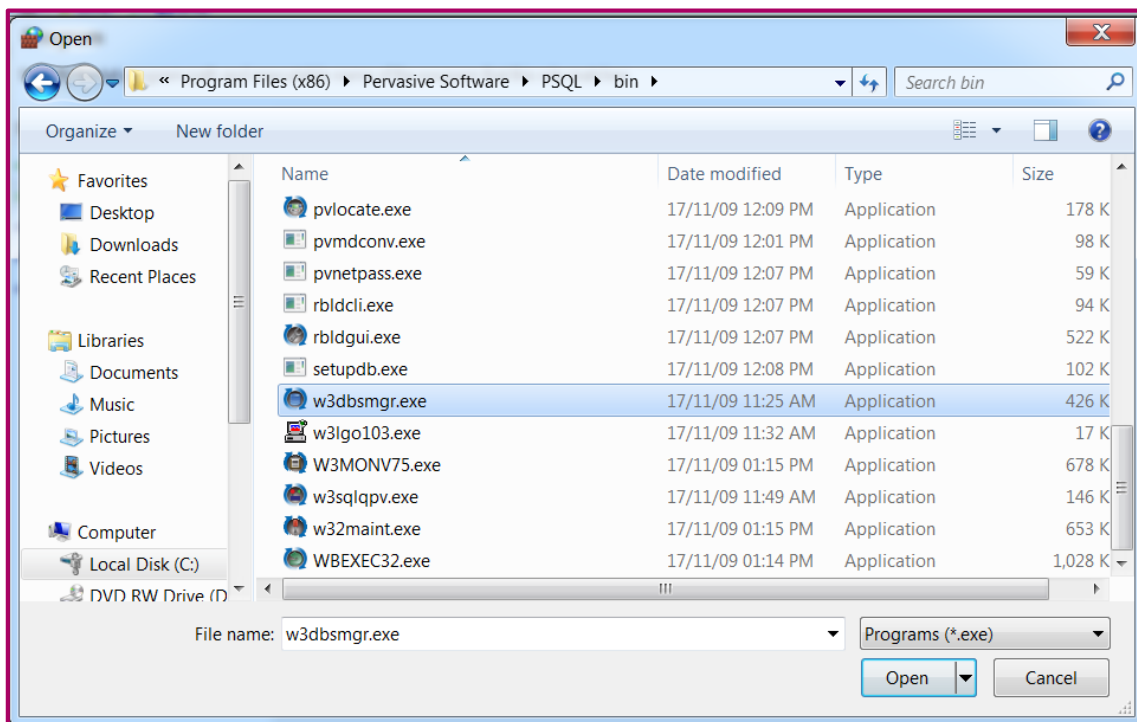 Open
« Program Files (x86) ▸ Pervasive Software ▸ PSQL ▸ bin ▸ Search bin
Organize New folder
Favorites
Desktop
Downloads
Recent Places
Libraries
Documents
Music
Pictures
Videos
Computer
Local Disk (C:)
DVD RW Drive (D
Name Date modified Type Size
pvlocate.exe 17/11/09 12:09 PM Application 178 K
pvmdconv.exe 17/11/09 12:01 PM Application 98 K
pvnetpass.exe 17/11/09 12:07 PM Application 59 K
rbldcli.exe 17/11/09 12:07 PM Application 94 K
rbldgui.exe 17/11/09 12:07 PM Application 522 K
setupdb.exe 17/11/09 12:08 PM Application 102 K
w3dbsmgr.exe 17/11/09 11:25 AM Application 426 K
w3lgo103.exe 17/11/09 11:32 AM Application 17 K
W3MONV75.exe 17/11/09 01:15 PM Application 678 K
w3sqlqpv.exe 17/11/09 11:49 AM Application 146 K
w32maint.exe 17/11/09 01:15 PM Application 653 K
WBEXEC32.exe 17/11/09 01:14 PM Application 1,028 K
File name: w3dbsmgr.exe Programs (*.exe)
Open Cancel